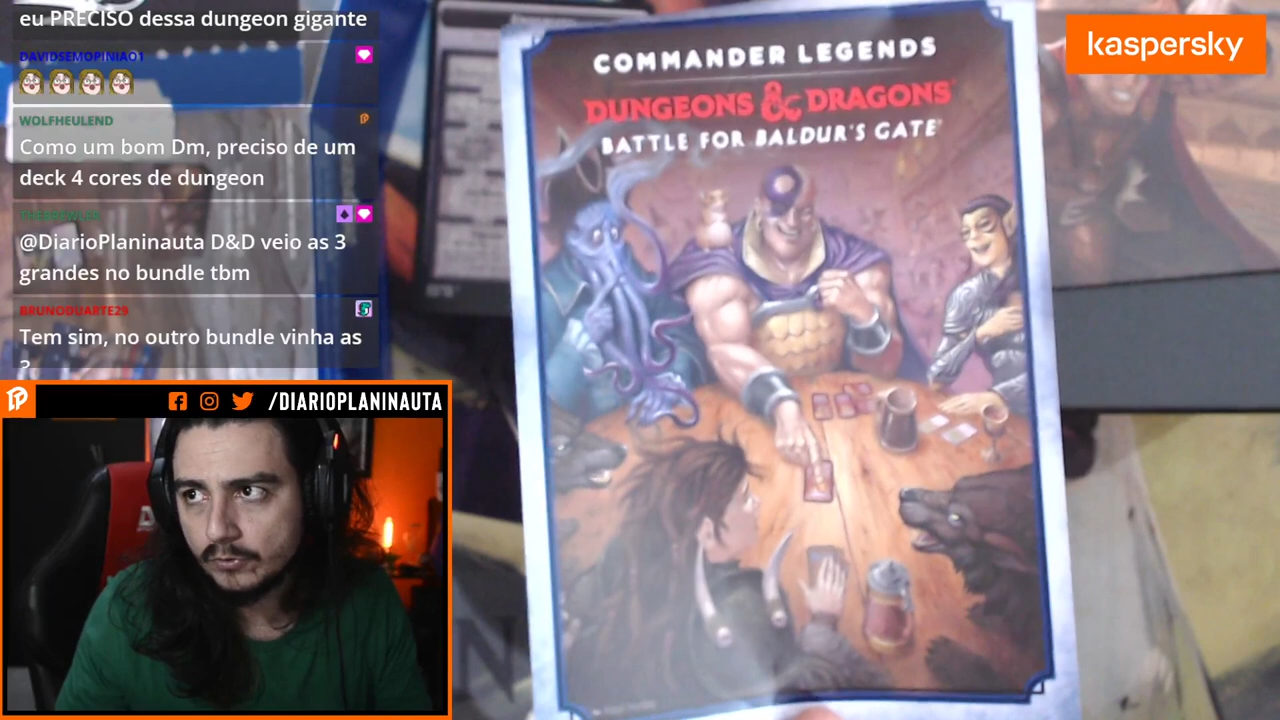 eu PRECISO dessa dungeon gigante
DAVIDSEMOPINIAO1
WOLFHEULEND
Como um bom Dm, preciso de um
deck 4 cores de dungeon
@DiarioPlaninauta D&D veio as 3
grandes no bundle tbm
BRUNODUARTE29
Tem sim, no outro bundle vinha as
/DIARIOPLANINAUTA
COMMANDER LEGENDS
DUNGEONS & DRAGONS
BATTLE FOR BALDUR'S GATE
kaspersky